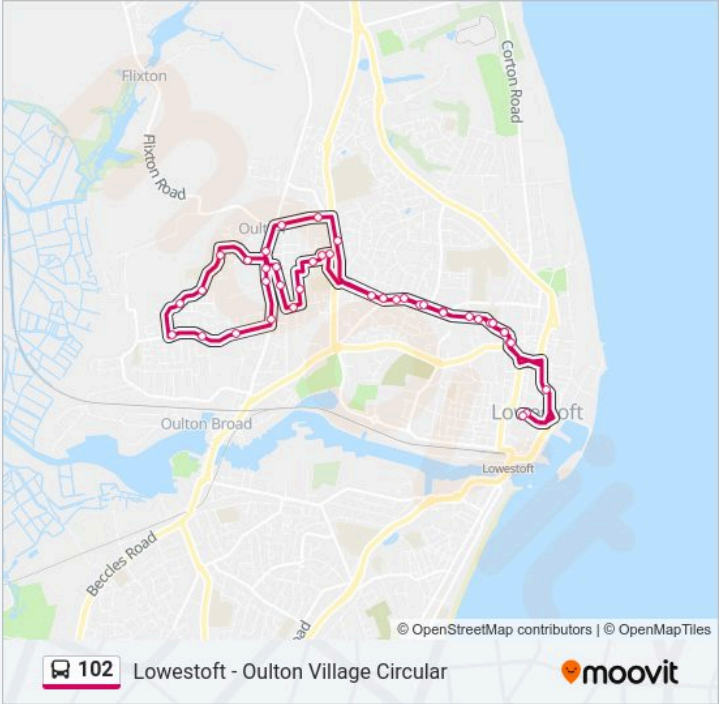 Corton Road
Flixton
Flixton Road
Oulton
Lowestoft
Oulton Broad
Lowestoft
Beccles Road
© OpenStreetMap contributors | © OpenMapTiles
102 Lowestoft - Oulton Village Circular
moovit